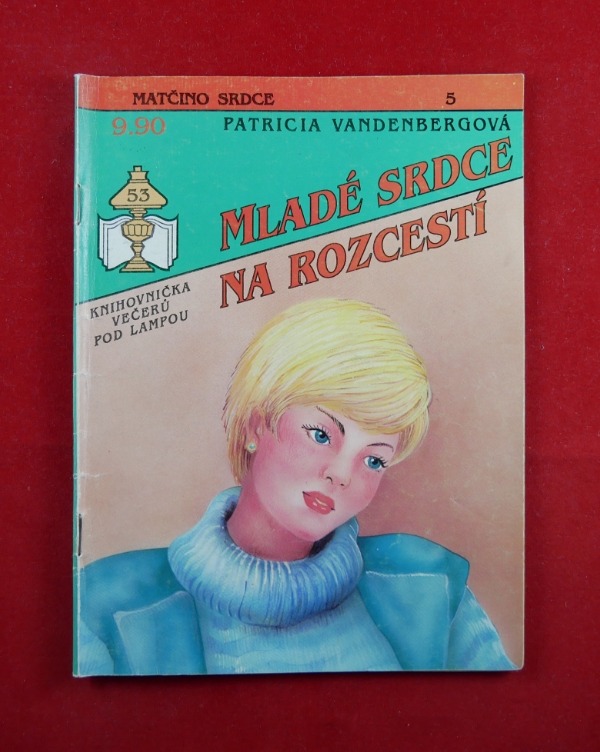 MATČINO SRDCE 5
9.90 PATRICIA VANDENBERGOVÁ
53
MLADÉ SRDCE
NA ROZCESTÍ
KNIHOVNIČKA
VEČERŮ
POD LAMPOU